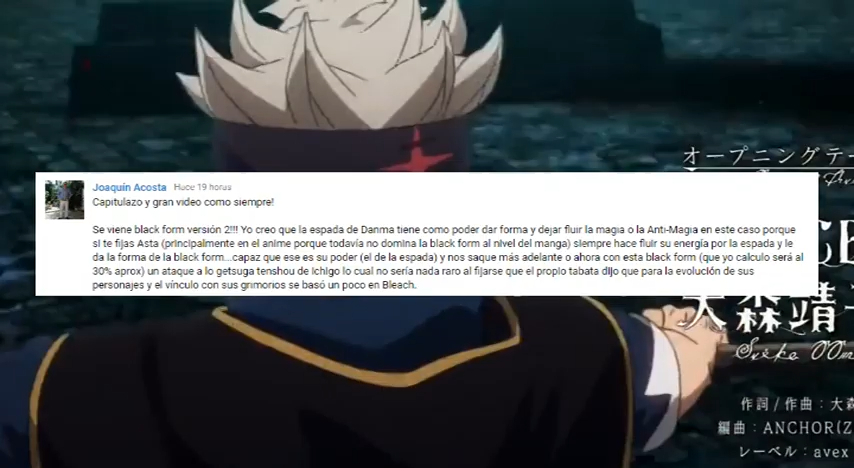 オープニングテー
Joaquín Acosta Hace 19 horas
Capitulazo y gran video como siempre!
Se viene black form versión 2!!! Yo creo que la espada de Danma tiene como poder dar forma y dejar fluir la magia o la Anti-Magia en este caso porque
si te fijas Asta (principalmente en el anime porque todavía no domina la black form al nivel del manga) siempre hace fluir su energía por la espada y le
da la forma de la black form...capaz que ese es su poder (el de la espada) y nos saque más adelante o ahora con esta black form (que yo calculo será al
30% aprox) un ataque a lo getsuga tenshou de ichigo lo cual no sería nada raro al fijarse que el propio tabata dijo que para la evolución de sus
personajes y el vínculo con sus grimorios se basó un poco en Bleach.
大森靖子
作詞/作曲:大森
編曲:ANCHOR(Z
レーベル:avex